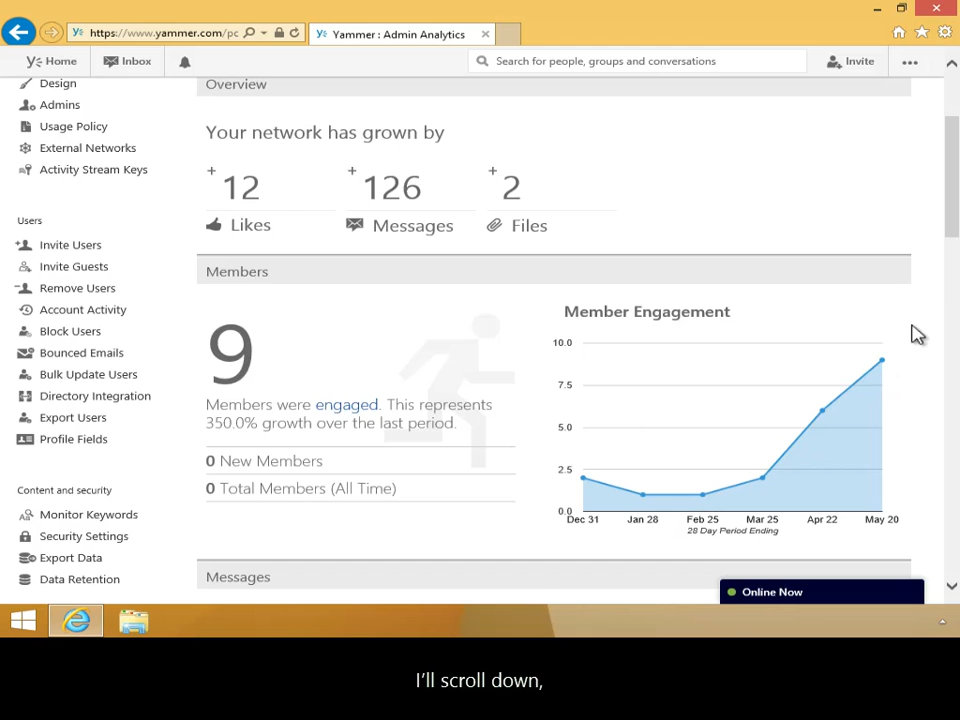 https://www.yammer.com/pc
Yammer : Admin Analytics
Home
Inbox
Search for people, groups and conversations
Invite
Design
Admins
Usage Policy
External Networks
Activity Stream Keys
Users
Invite Users
Invite Guests
Remove Users
Account Activity
Block Users
Bounced Emails
Bulk Update Users
Directory Integration
Export Users
Profile Fields
Content and security
Monitor Keywords
Security Settings
Export Data
Data Retention
Overview
Your network has grown by
+12 +126 +2
Likes Messages Files
Members
9
Members were engaged. This represents
350.0% growth over the last period.
0 New Members
0 Total Members (All Time)
Member Engagement
10.0
7.5
5.0
2.5
0.0
Dec 31 Jan 28 Feb 25 Mar 25 Apr 22 May 20
28 Day Period Ending
Messages
Online Now
I'll scroll down,